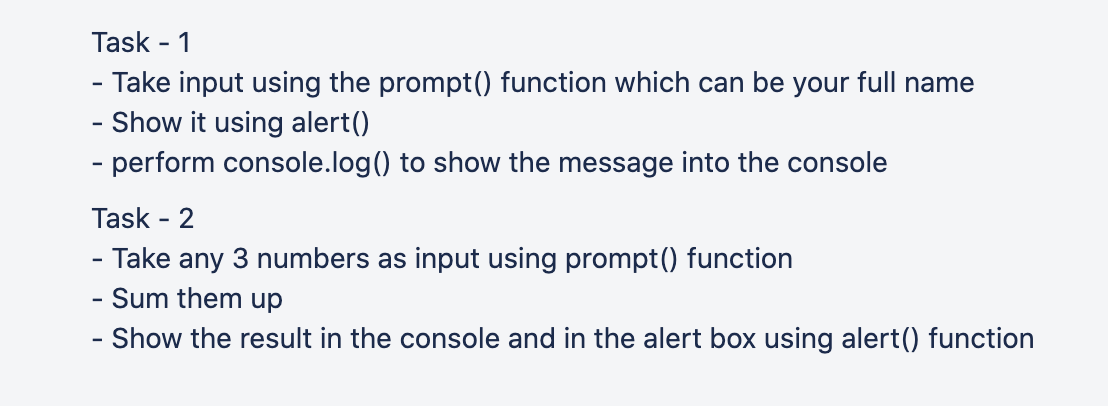 Task - 1
- Take input using the prompt() function which can be your full name
- Show it using alert()
- perform console.log() to show the message into the console
Task - 2
- Take any 3 numbers as input using prompt() function
- Sum them up
- Show the result in the console and in the alert box using alert() function